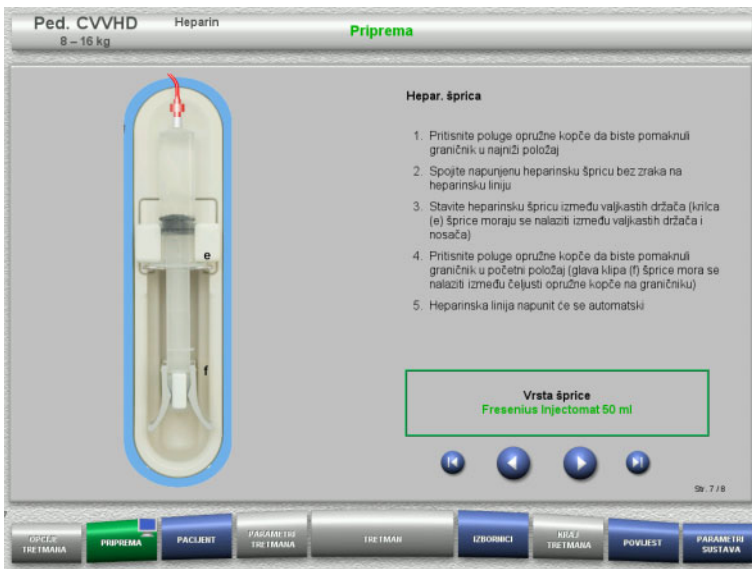 Ped. CVVHD
Heparin
8 – 16 kg
Priprema
Hepar. šprica
1. Pritisnite poluge opružne kopče da biste pomaknuli
graničnik u najniži položaj
2. Spojite napunjenu heparinsku špricu bez zraka na
heparinsku liniju
3. Stavite heparinsku špricu između valjkastih držača (krilca
(e) šprice moraju se nalaziti između valjkastih držača i
nosača)
4. Pritisnite poluge opružne kopče da biste pomaknuli
graničnik u početni položaj (glava klipa (f) šprice mora se
nalaziti između čeljusti opružne kopče na graničniku)
5. Heparinska linija napunit će se automatski
e
f
Vrsta šprice
Fresenius Injectomat 50 ml
Str. 7 / 8
OPCIJE
TRETMANA
PRIPREMA
PACIJENT
PARAMETRI
TRETMANA
TRETMAN
IZBORNICI
KRAJ
TRETMANA
POVIJEST
PARAMETRI
SUSTAVA